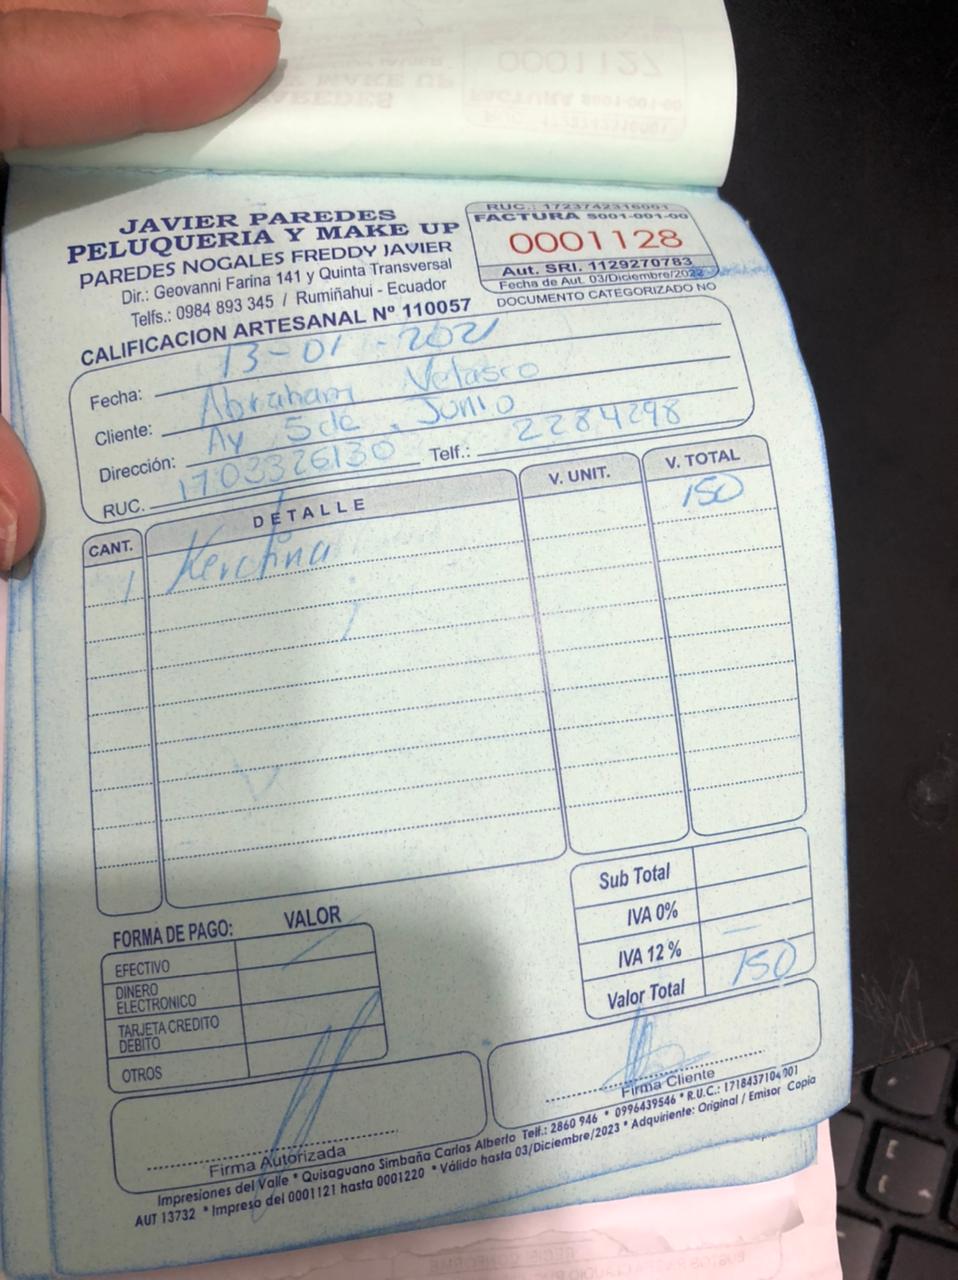 JAVIER PAREDES
PELUQUERIA Y MAKE UP
PAREDES NOGALES FREDDY JAVIER
Dir.: Geovanni Farina 141 y Quinta Transversal
Telfs.: 0984 893 345 / Rumiñahui - Ecuador
CALIFICACION ARTESANAL Nº 110057
RUC.: 1723742316001
FACTURA S001-001-00
0001128
Aut. SRI. 1129270783
Fecha de Aut. 03/Diciembre/2022
DOCUMENTO CATEGORIZADO NO
Fecha: 13-01-2021
Cliente: Abraham Velasco
Dirección: Av 5 de Junio
RUC. 1703326130 Telf.: 2284298
CANT. DETALLE V. UNIT. V. TOTAL
1 Kerotina 150
FORMA DE PAGO: VALOR
EFECTIVO
DINERO ELECTRONICO
TARJETA CREDITO DEBITO
OTROS
Sub Total
IVA 0%
IVA 12 % —
Valor Total 150
Firma Autorizada
Firma Cliente
Impresiones del Valle * Quisaguano Simbaña Carlos Alberto Telf.: 2860 946 * 0996439546 * R.U.C.: 1718437104001
AUT 13732 * Impreso del 0001121 hasta 0001220 * Válido hasta 03/Diciembre/2023 * Adquiriente: Original / Emisor Copia